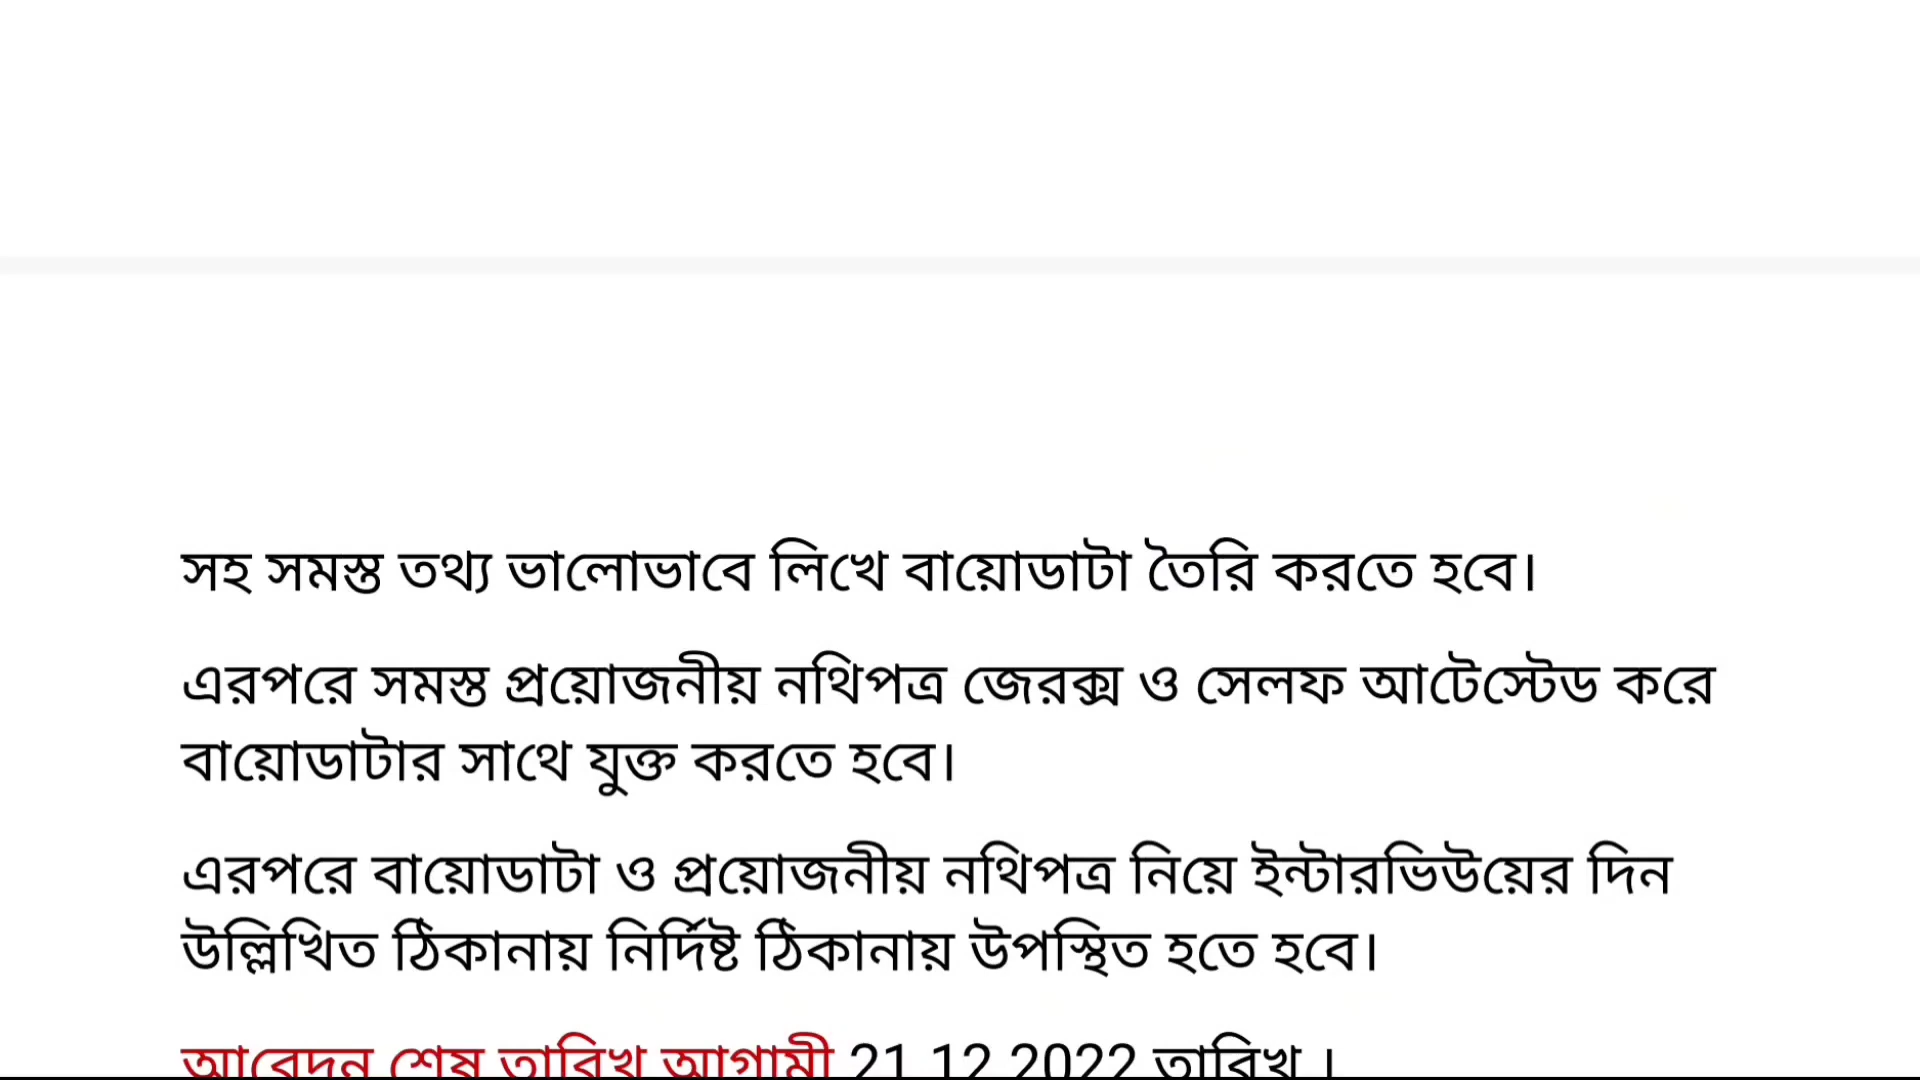 সহ সমস্ত তথ্য ভালোভাবে লিখে বায়োডাটা তৈরি করতে হবে।
এরপরে সমস্ত প্রয়োজনীয় নথিপত্র জেরক্স ও সেলফ আটেস্টেড করে
বায়োডাটার সাথে যুক্ত করতে হবে।
এরপরে বায়োডাটা ও প্রয়োজনীয় নথিপত্র নিয়ে ইন্টারভিউয়ের দিন
উল্লিখিত ঠিকানায় নির্দিষ্ট ঠিকানায় উপস্থিত হতে হবে।
আবেদন শেষ তারিখ আগামী 21.12.2022 তারিখ ।